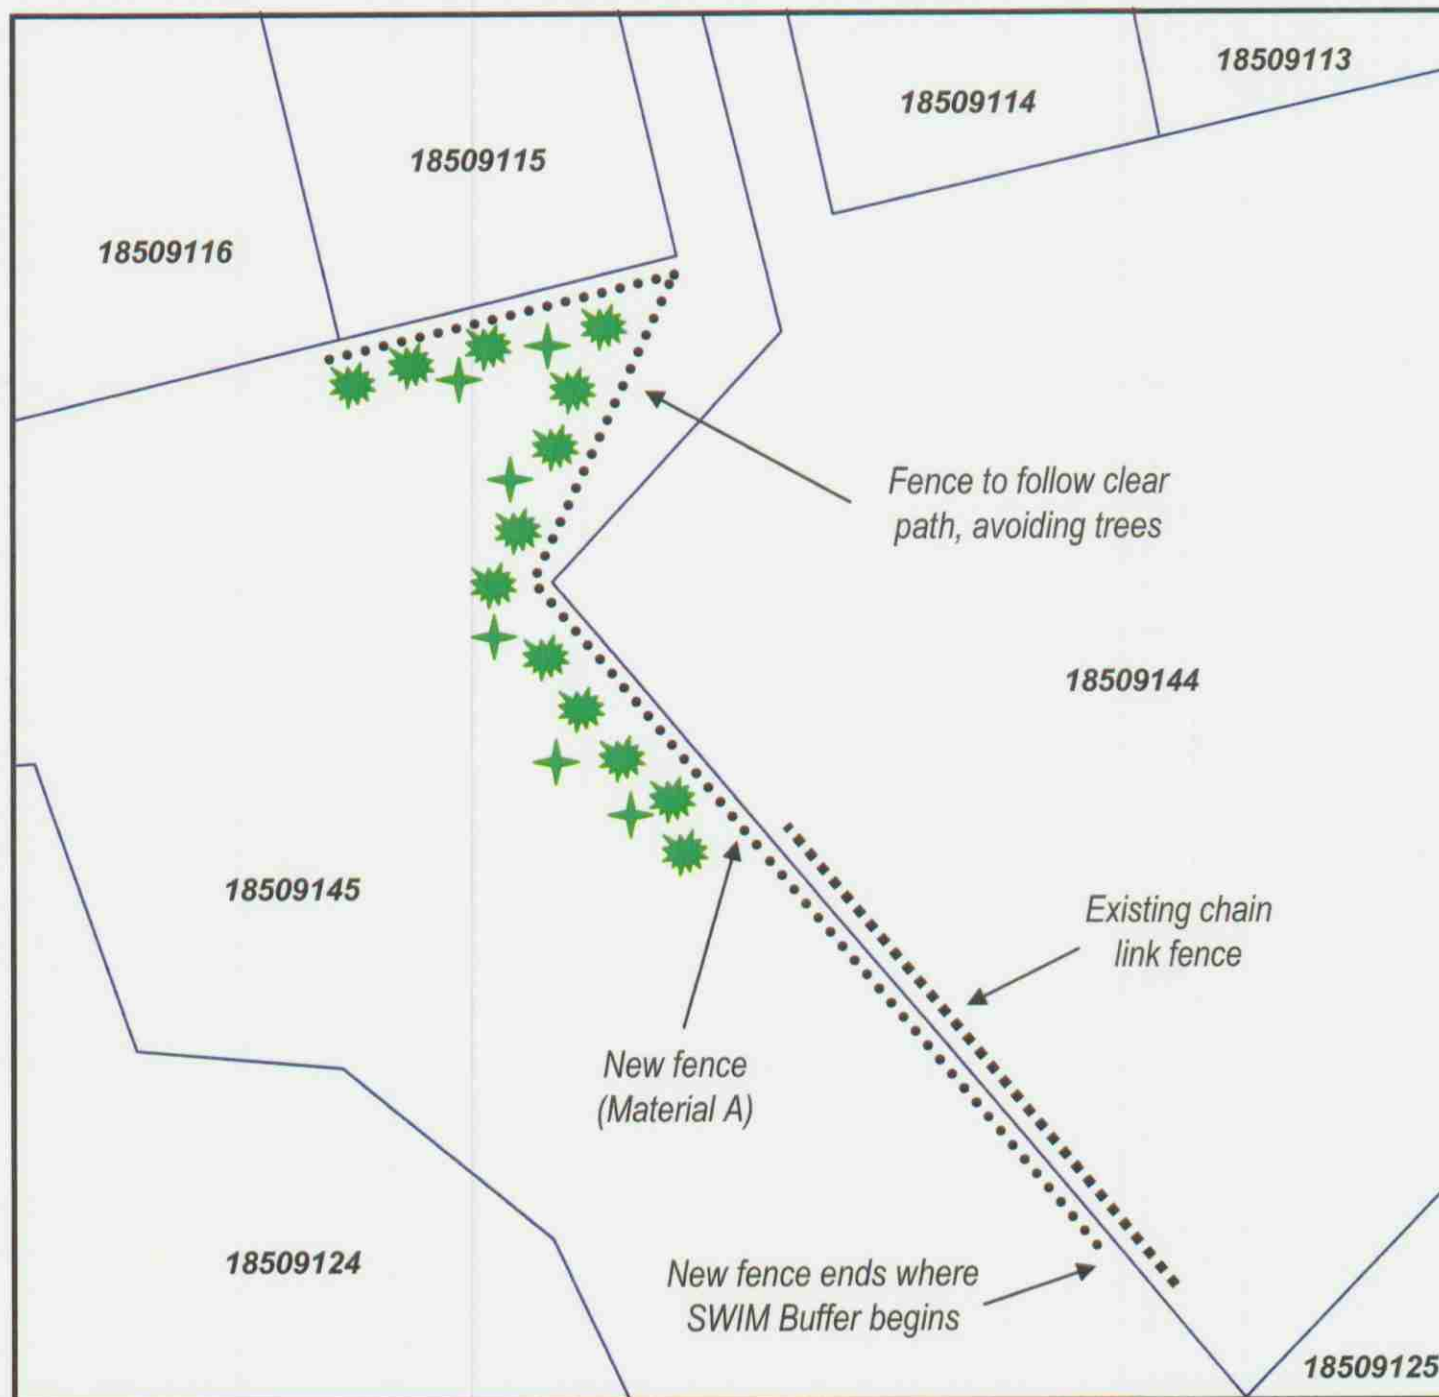 18509113
18509114
18509115
18509116
Fence to follow clear
path, avoiding trees
18509144
18509145
Existing chain
link fence
New fence
(Material A)
18509124
New fence ends where
SWIM Buffer begins
18509125